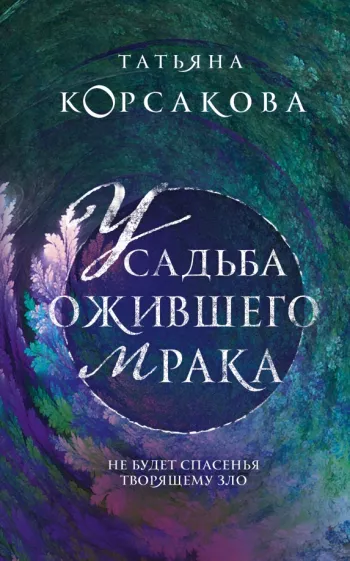 ТАТЬЯНА
КОРСАКОВА
УСАДЬБА
ОЖИВШЕГО
МРАКА
НЕ БУДЕТ СПАСЕНЬЯ
ТВОРЯЩЕМУ ЗЛО